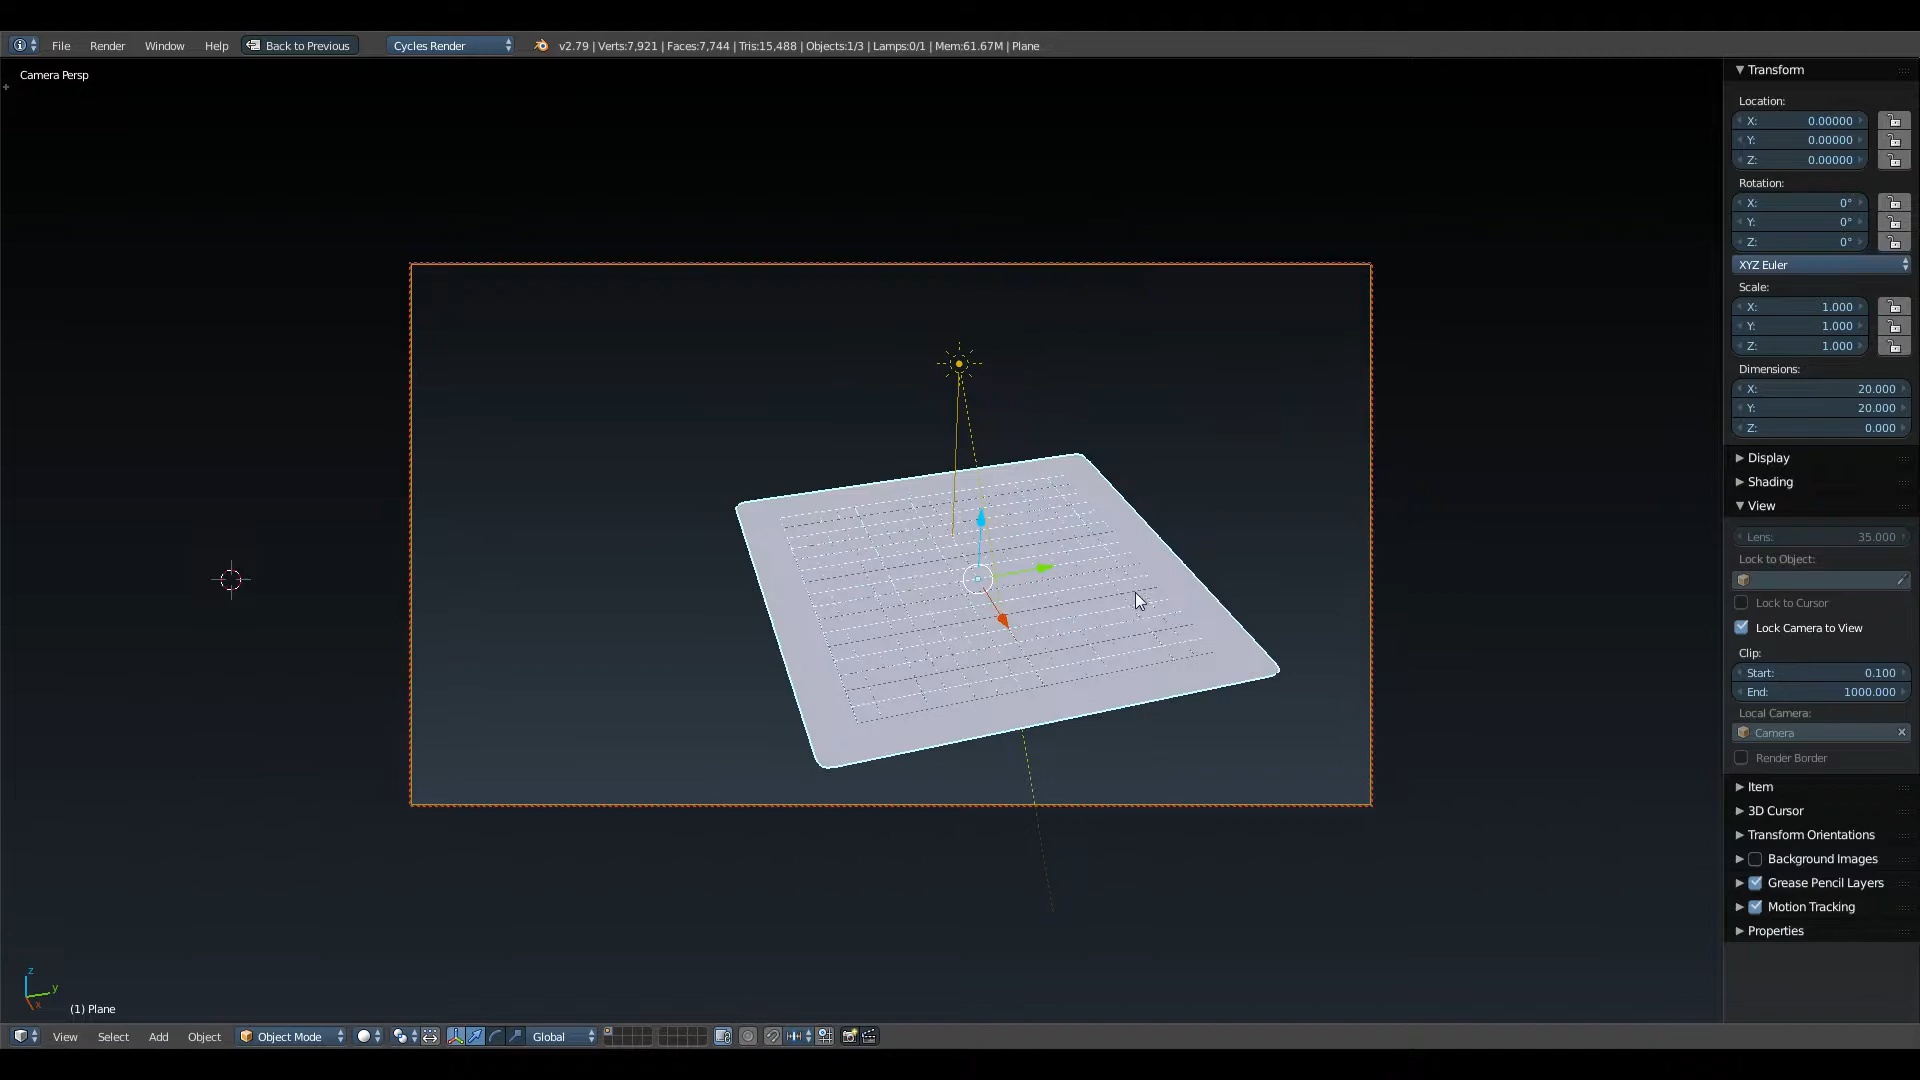 File Render Window Help Back to Previous Cycles Render v2.79 | Verts:7,921 | Faces:7,744 | Tris:15,488 | Objects:1/3 | Lamps:0/1 | Mem:61.67M | Plane
Camera Persp
Transform
Location:
X: 0.00000
Y: 0.00000
Z: 0.00000
Rotation:
X: 0°
Y: 0°
Z: 0°
XYZ Euler
Scale:
X: 1.000
Y: 1.000
Z: 1.000
Dimensions:
X: 20.000
Y: 20.000
Z: 0.000
Display
Shading
View
Lens: 35.000
Lock to Object:
Lock to Cursor
Lock Camera to View
Clip:
Start: 0.100
End: 1000.000
Local Camera:
Camera
Render Border
Item
3D Cursor
Transform Orientations
Background Images
Grease Pencil Layers
Motion Tracking
Properties
z
y
x
(1) Plane
View Select Add Object Object Mode Global